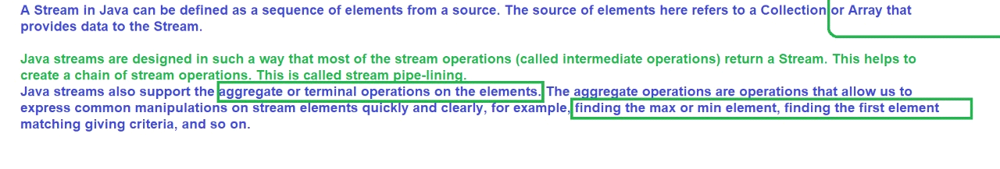 A Stream in Java can be defined as a sequence of elements from a source. The source of elements here refers to a Collection or Array that
provides data to the Stream.
Java streams are designed in such a way that most of the stream operations (called intermediate operations) return a Stream. This helps to
create a chain of stream operations. This is called stream pipe-lining.
Java streams also support the aggregate or terminal operations on the elements. The aggregate operations are operations that allow us to
express common manipulations on stream elements quickly and clearly, for example, finding the max or min element, finding the first element
matching giving criteria, and so on.